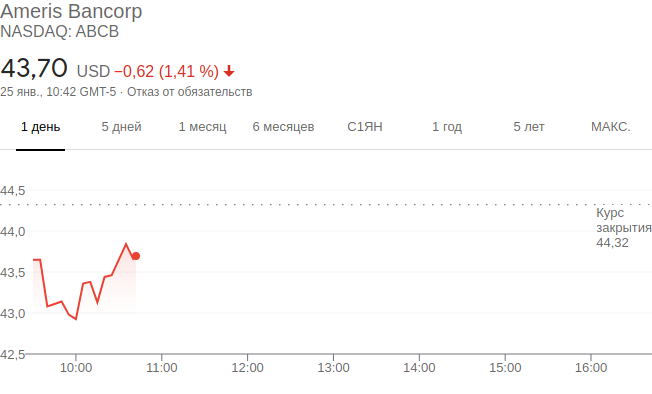 Ameris Bancorp
NASDAQ: ABCB
43,70 USD −0,62 (1,41 %)
25 янв., 10:42 GMT-5 · Отказ от обязательств
1 день 5 дней 1 месяц 6 месяцев С1ЯН 1 год 5 лет МАКС.
44,5
Курс
закрытия
44,32
44,0
43,5
43,0
42,5
10:00 11:00 12:00 13:00 14:00 15:00 16:00